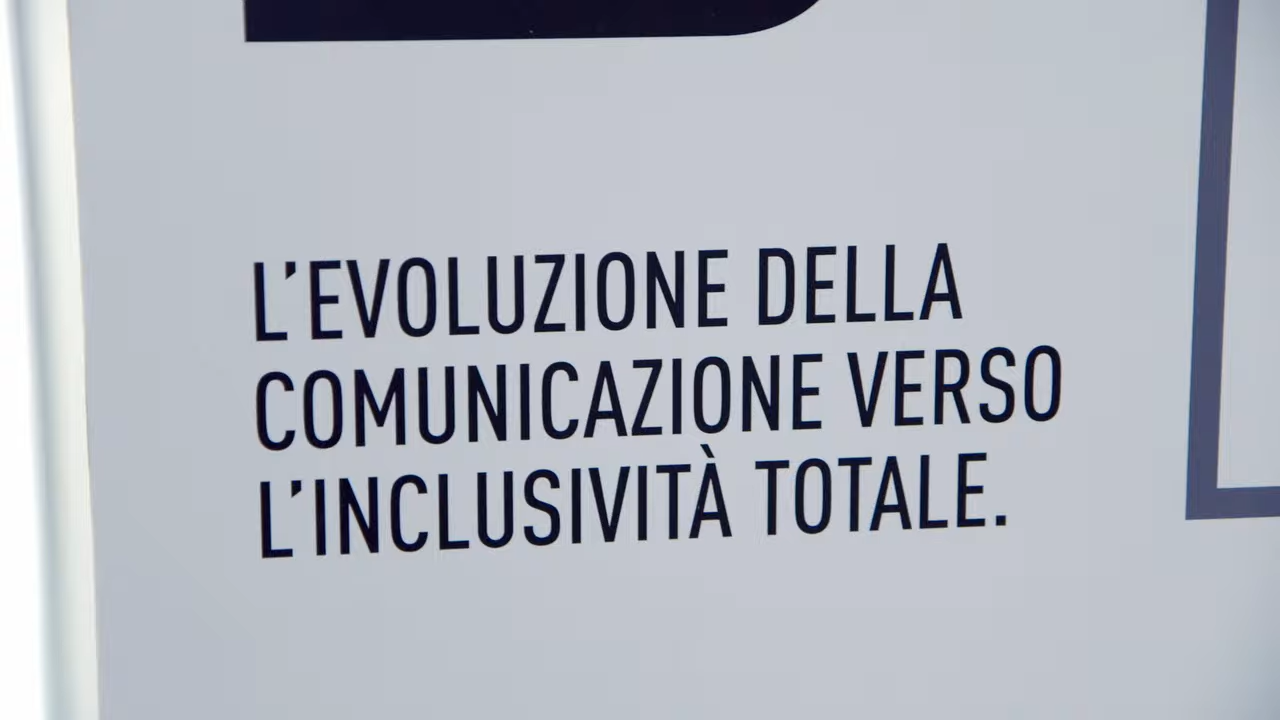 L'EVOLUZIONE DELLA
COMUNICAZIONE VERSO
L'INCLUSIVITÀ TOTALE.